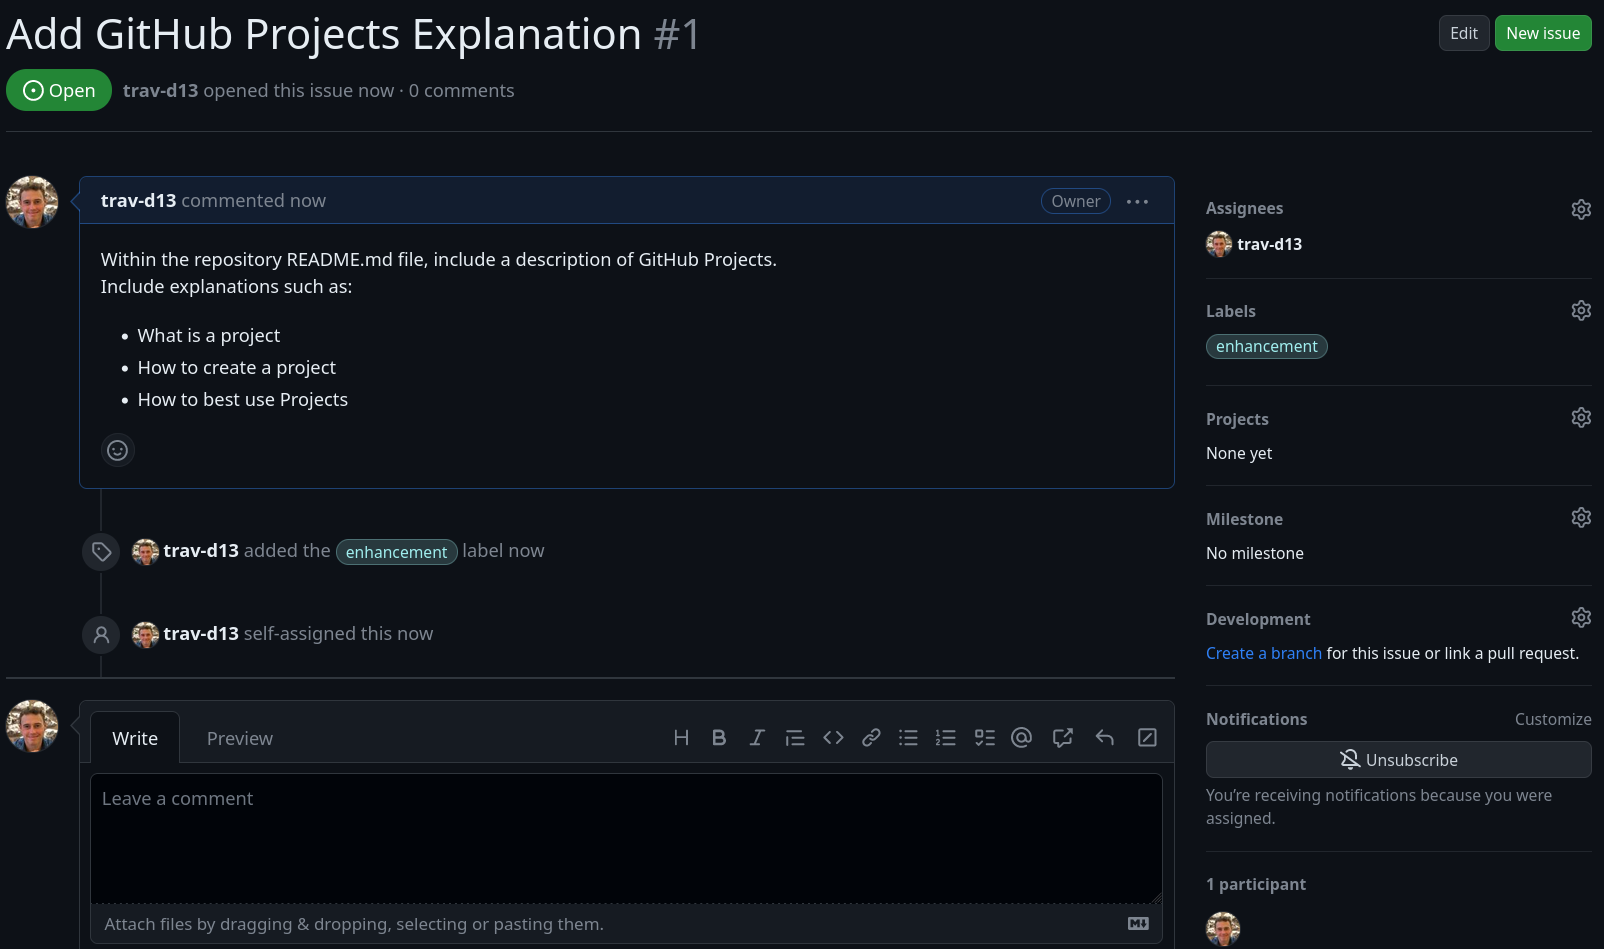 Add GitHub Projects Explanation #1
Edit
New issue
Open
trav-d13 opened this issue now · 0 comments
trav-d13 commented now
Owner
Within the repository README.md file, include a description of GitHub Projects.
Include explanations such as:
• What is a project
• How to create a project
• How to best use Projects
trav-d13 added the enhancement label now
trav-d13 self-assigned this now
Write
Preview
Leave a comment
Attach files by dragging & dropping, selecting or pasting them.
Assignees
trav-d13
Labels
enhancement
Projects
None yet
Milestone
No milestone
Development
Create a branch for this issue or link a pull request.
Notifications
Customize
Unsubscribe
You’re receiving notifications because you were
assigned.
1 participant